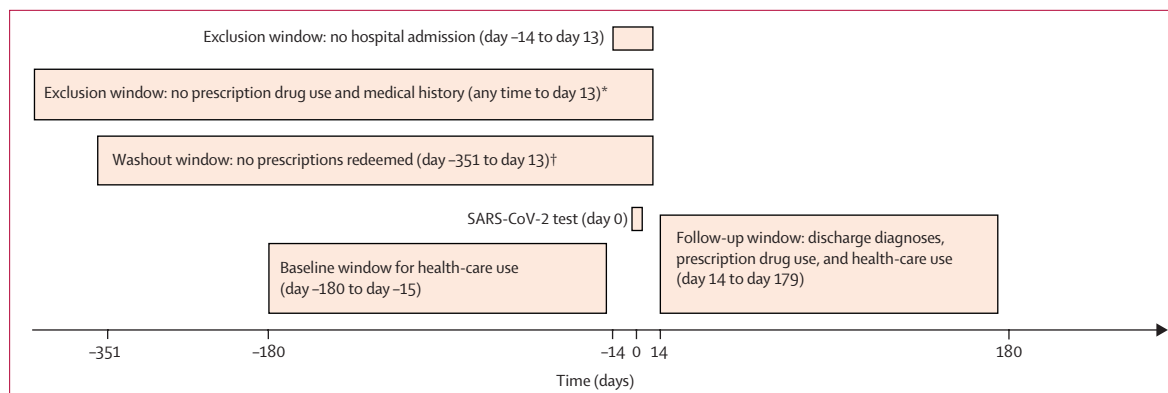 Exclusion window: no hospital admission (day –14 to day 13)
Exclusion window: no prescription drug use and medical history (any time to day 13)*
Washout window: no prescriptions redeemed (day –351 to day 13)†
SARS-CoV-2 test (day 0)
Baseline window for health-care use
(day –180 to day –15)
Follow-up window: discharge diagnoses,
prescription drug use, and health-care use
(day 14 to day 179)
–351 –180 –14 0 14 180
Time (days)